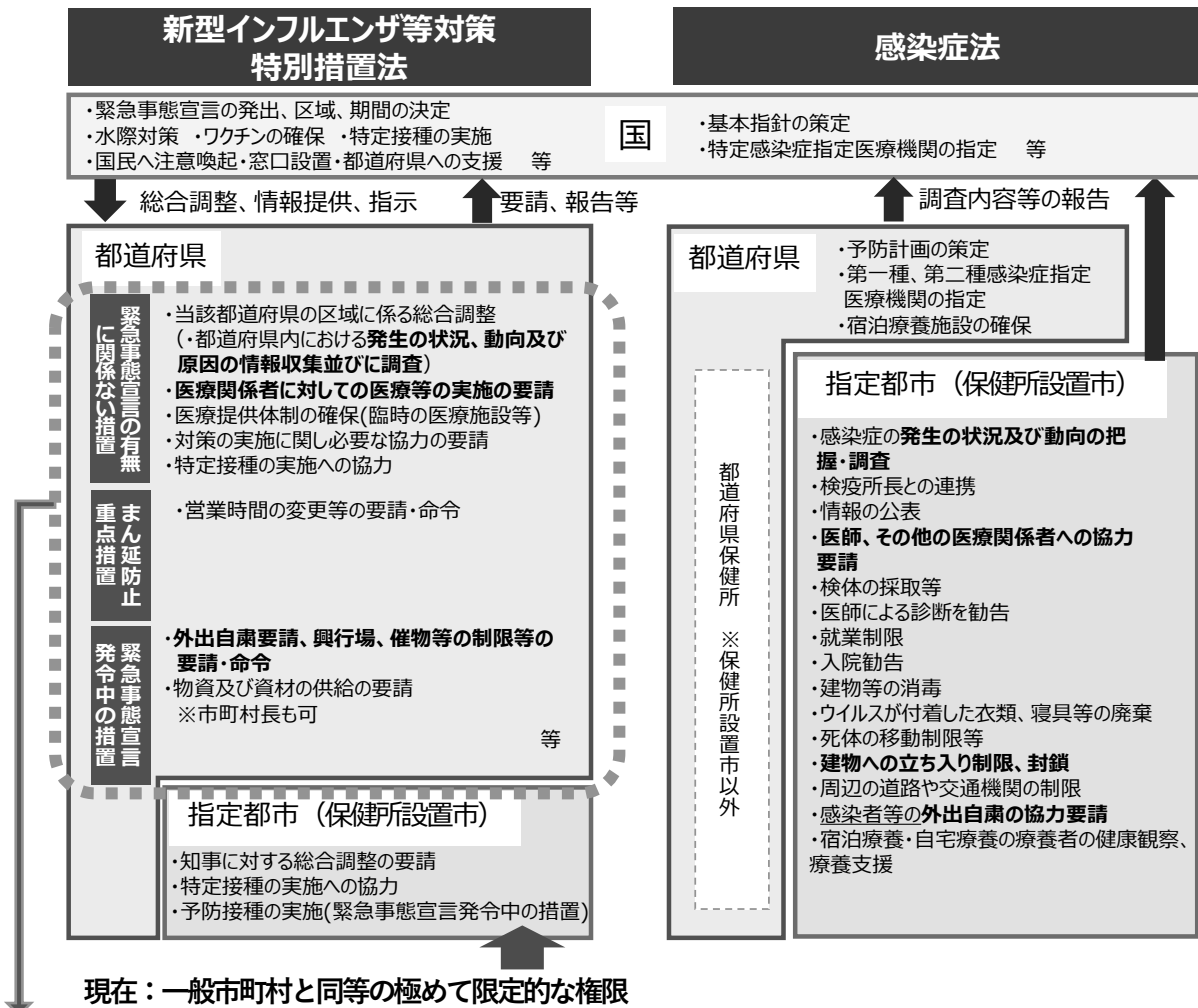 新型インフルエンザ等対策
特別措置法
感染症法
・緊急事態宣言の発出、区域、期間の決定
・水際対策 ・ワクチンの確保 ・特定接種の実施
・国民へ注意喚起・窓口設置・都道府県への支援 等
国
・基本指針の策定
・特定感染症指定医療機関の指定 等
総合調整、情報提供、指示
要請、報告等
調査内容等の報告
都道府県
緊急事態宣言の有無
に関係ない措置
・当該都道府県の区域に係る総合調整
(・都道府県内における発生の状況、動向及び
原因の情報収集並びに調査)
・医療関係者に対しての医療等の実施の要請
・医療提供体制の確保(臨時の医療施設等)
・対策の実施に関し必要な協力の要請
・特定接種の実施への協力
まん延防止
重点措置
・営業時間の変更等の要請・命令
緊急事態宣言
発令中の措置
・外出自粛要請、興行場、催物等の制限等の
要請・命令
・物資及び資材の供給の要請
※市町村長も可
等
指定都市(保健所設置市)
・知事に対する総合調整の要請
・特定接種の実施への協力
・予防接種の実施(緊急事態宣言発令中の措置)
現在：一般市町村と同等の極めて限定的な権限
都道府県
・予防計画の策定
・第一種、第二種感染症指定
医療機関の指定
・宿泊療養施設の確保
都道府県保健所 ※保健所設置市以外
指定都市(保健所設置市)
・感染症の発生の状況及び動向の把
握・調査
・検疫所長との連携
・情報の公表
・医師、その他の医療関係者への協力
要請
・検体の採取等
・医師による診断を勧告
・就業制限
・入院勧告
・建物等の消毒
・ウイルスが付着した衣類、寝具等の廃棄
・死体の移動制限等
・建物への立ち入り制限、封鎖
・周辺の道路や交通機関の制限
・感染者等の外出自粛の協力要請
・宿泊療養・自宅療養の療養者の健康観察、
療養支援